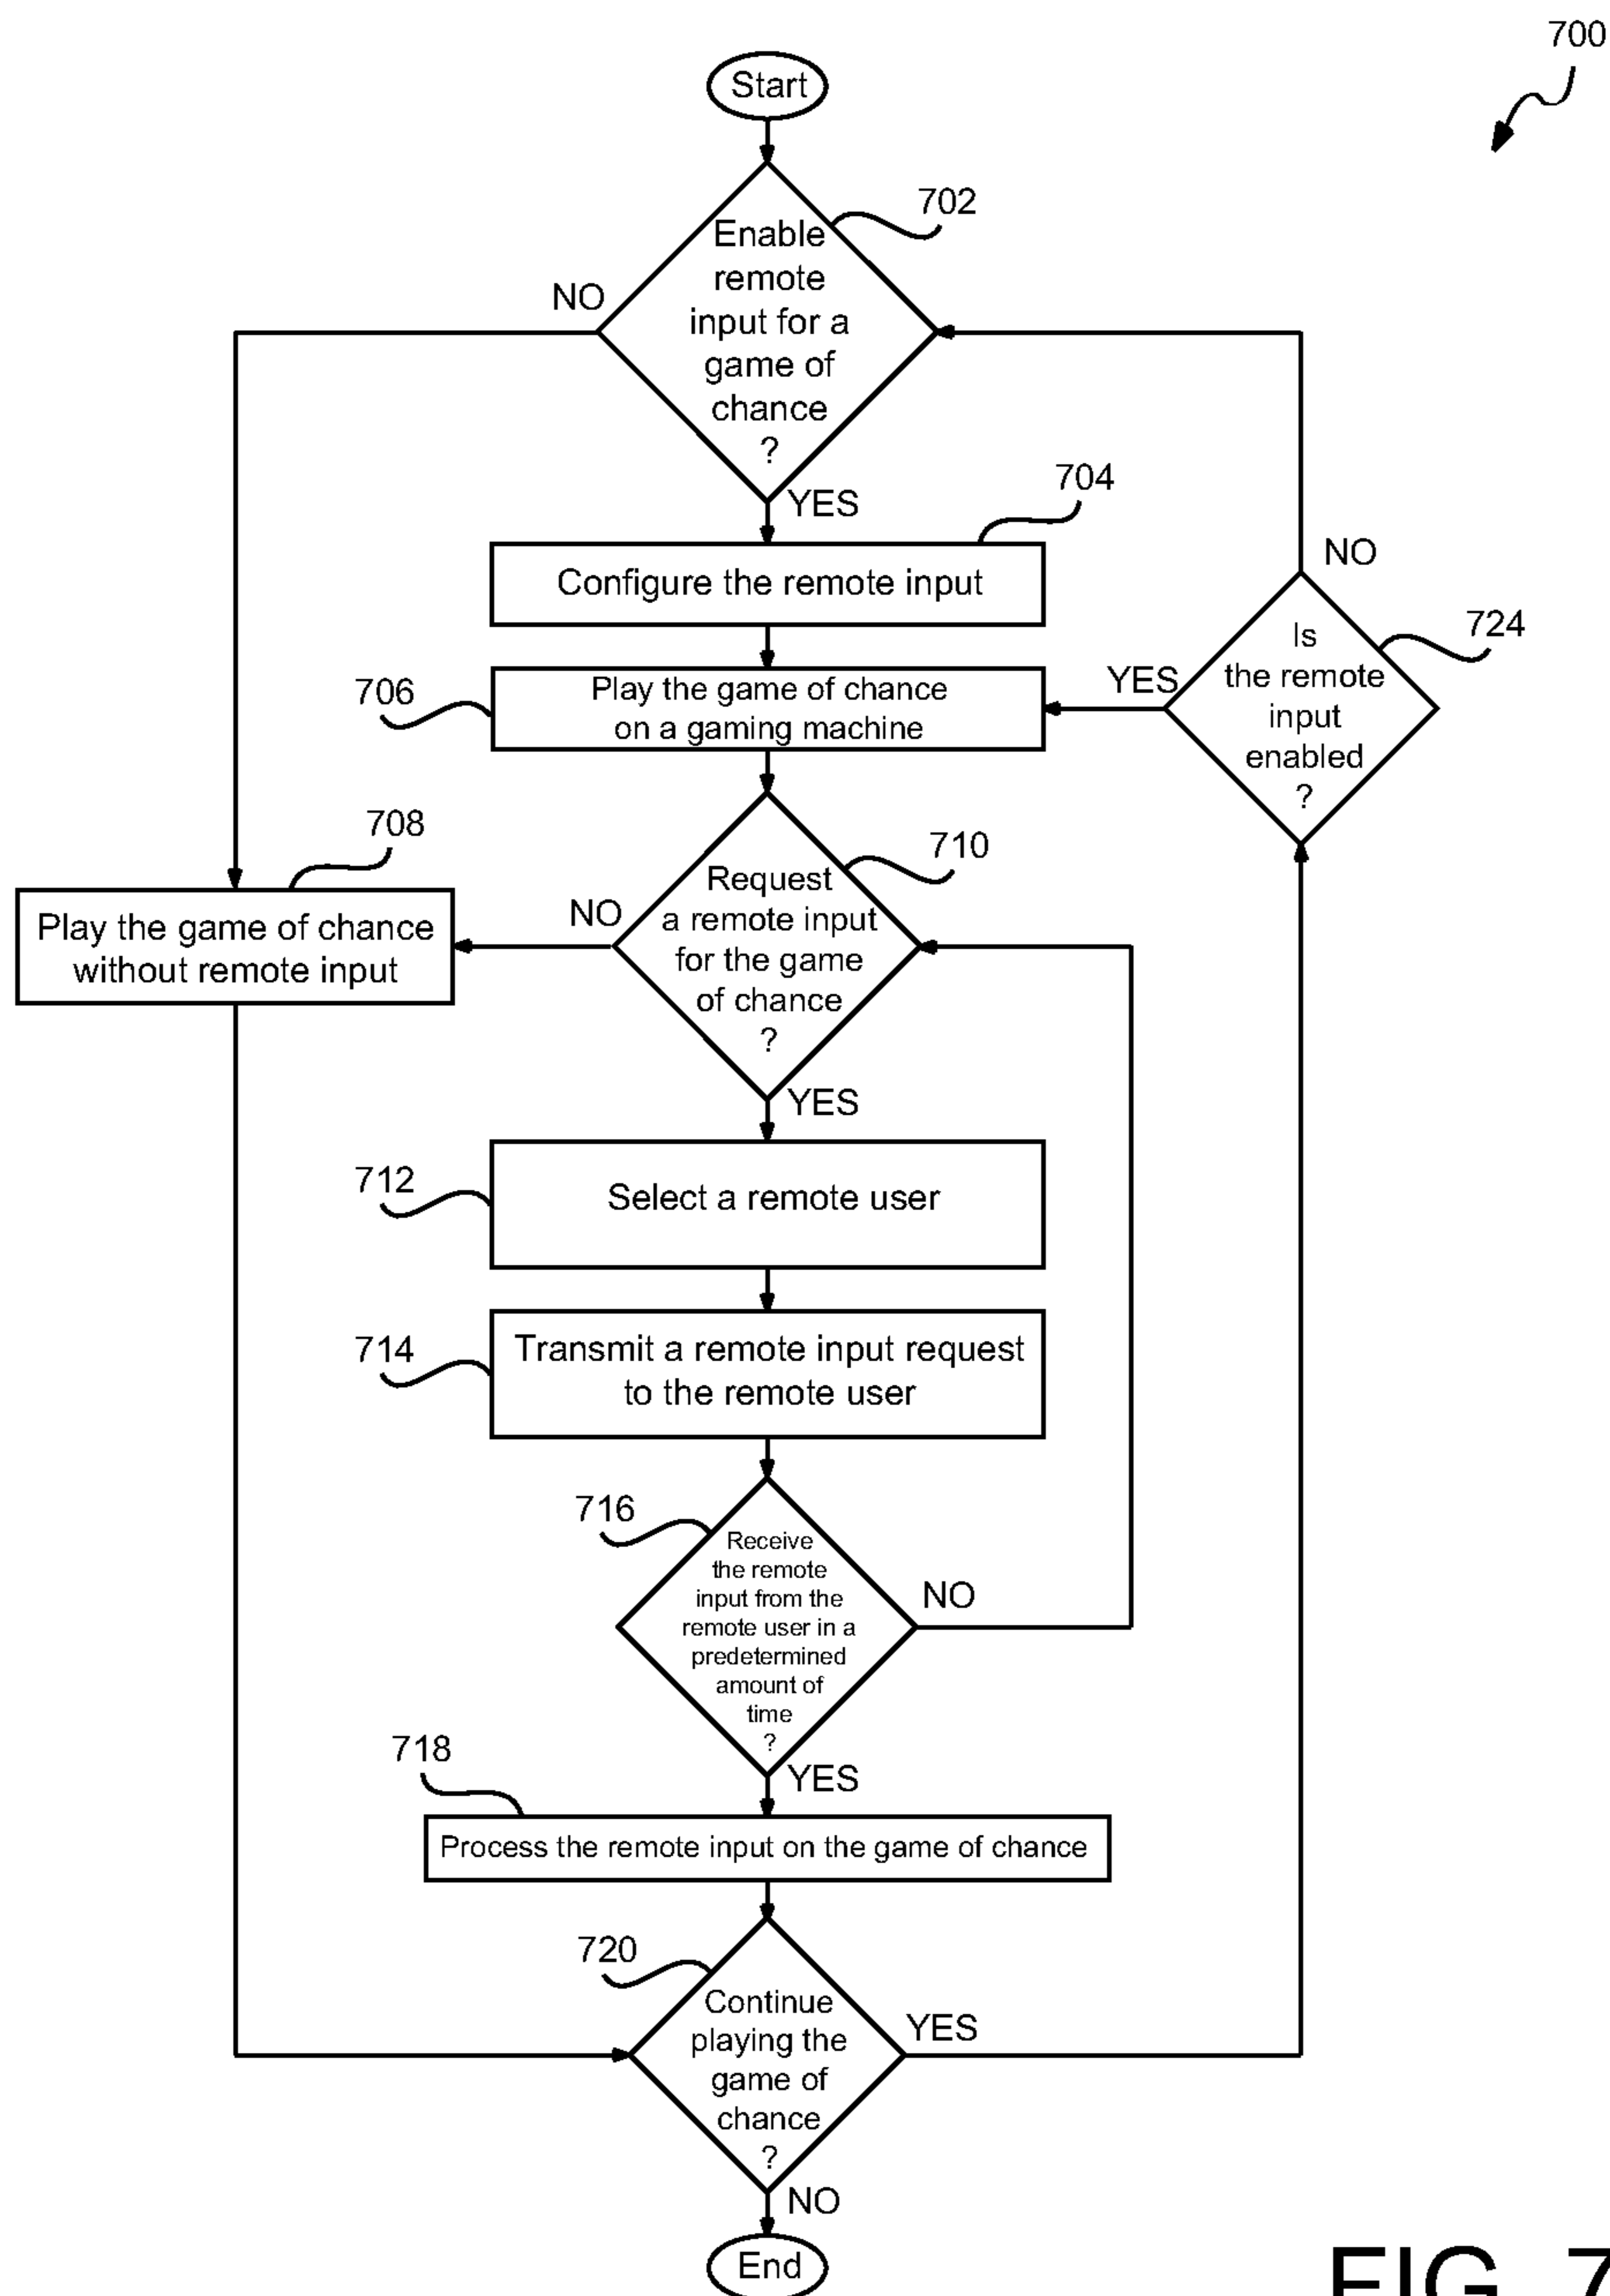 700
Start
702
Enable
remote
input for a
game of
chance
?
NO
YES
704
Configure the remote input
NO
724
Is
the remote
input
enabled
?
YES
706
Play the game of chance
on a gaming machine
708
Play the game of chance
without remote input
710
Request
a remote input
for the game
of chance
?
NO
YES
712
Select a remote user
714
Transmit a remote input request
to the remote user
716
Receive
the remote
input from the
remote user in a
predetermined
amount of
time
?
NO
YES
718
Process the remote input on the game of chance
720
Continue
playing the
game of
chance
?
YES
NO
End
FIG. 7